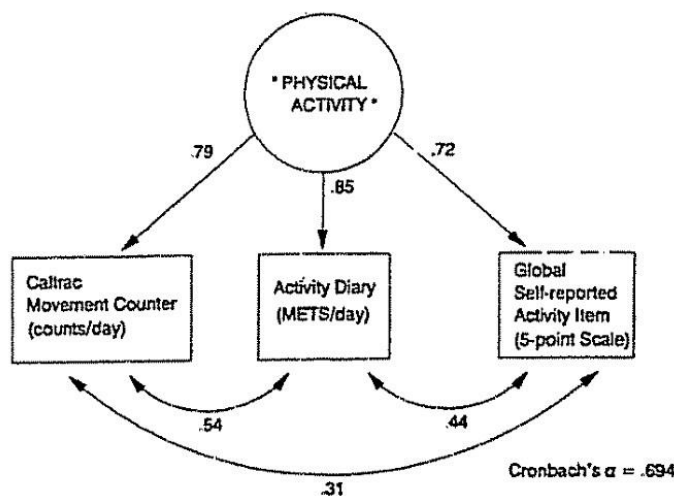 " PHYSICAL
ACTIVITY "
.79
.85
.72
Caltrac
Movement Counter
(counts/day)
Activity Diary
(METS/day)
Global
Self-reported
Activity Item
(5-point Scale)
.54
.44
.31
Cronbach's α = .694